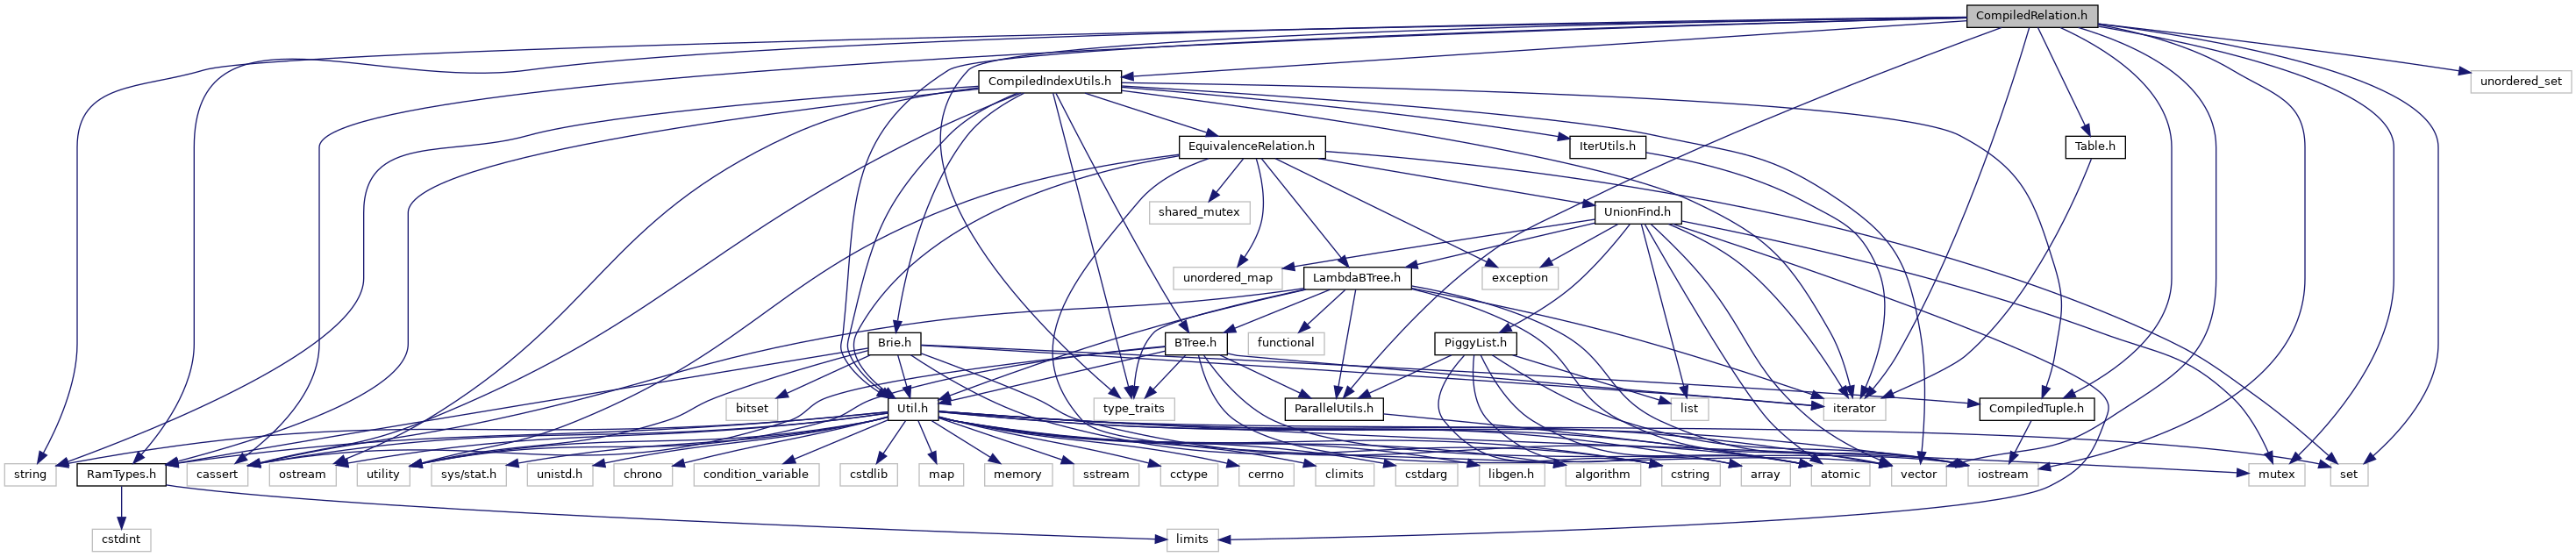 CompiledRelation.h
CompiledIndexUtils.h
unordered_set
EquivalenceRelation.h
IterUtils.h
Table.h
shared_mutex
UnionFind.h
unordered_map
LambdaBTree.h
exception
Brie.h
BTree.h
functional
PiggyList.h
bitset
Util.h
type_traits
ParallelUtils.h
list
iterator
CompiledTuple.h
string
RamTypes.h
cassert
ostream
utility
sys/stat.h
unistd.h
chrono
condition_variable
cstdlib
map
memory
sstream
cctype
cerrno
climits
cstdarg
libgen.h
algorithm
cstring
array
atomic
vector
iostream
mutex
set
cstdint
limits